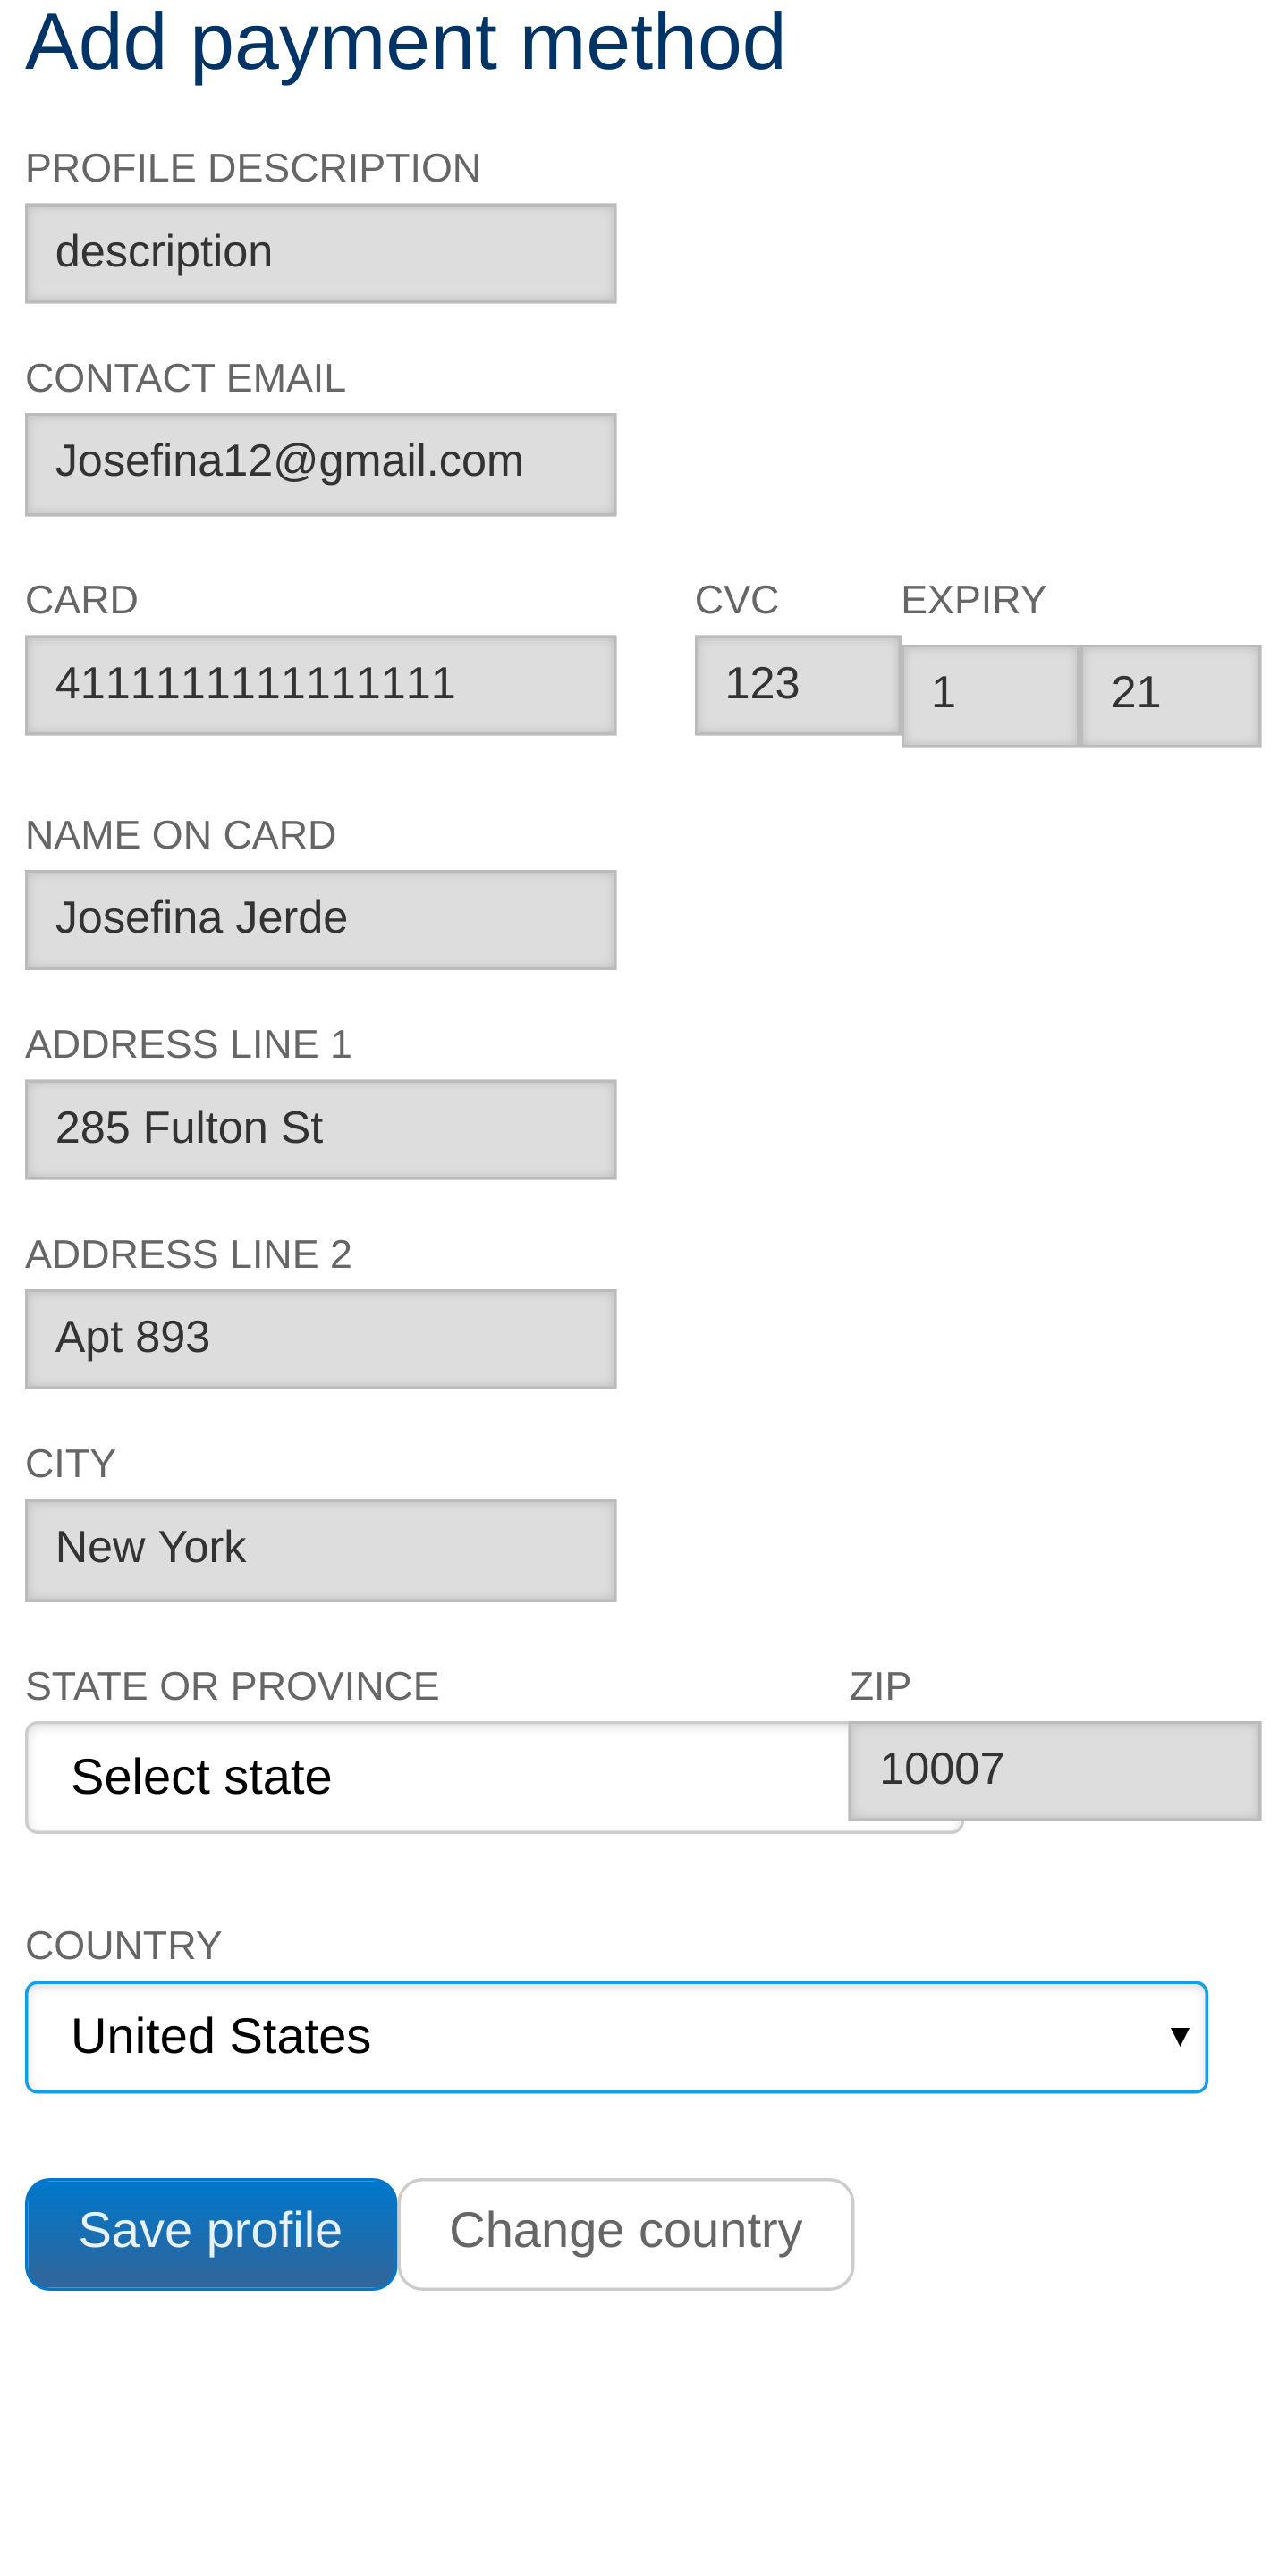 Add payment method
PROFILE DESCRIPTION
description
CONTACT EMAIL
Josefina12@gmail.com
CARD
CVC
EXPIRY
4111111111111111
123
1
21
NAME ON CARD
Josefina Jerde
ADDRESS LINE 1
285 Fulton St
ADDRESS LINE 2
Apt 893
CITY
New York
STATE OR PROVINCE
ZIP
Select state
10007
COUNTRY
United States
Save profile
Change country